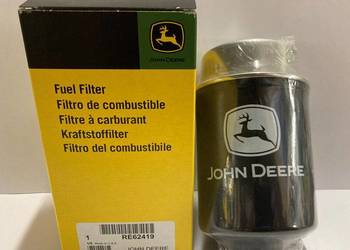 JOHN DEERE
Fuel Filter
Filtro de combustible
Filtre à carburant
Kraftstoffilter
Filtro del combustibile
1 RE62419
JOHN DEERE
JOHN DEERE